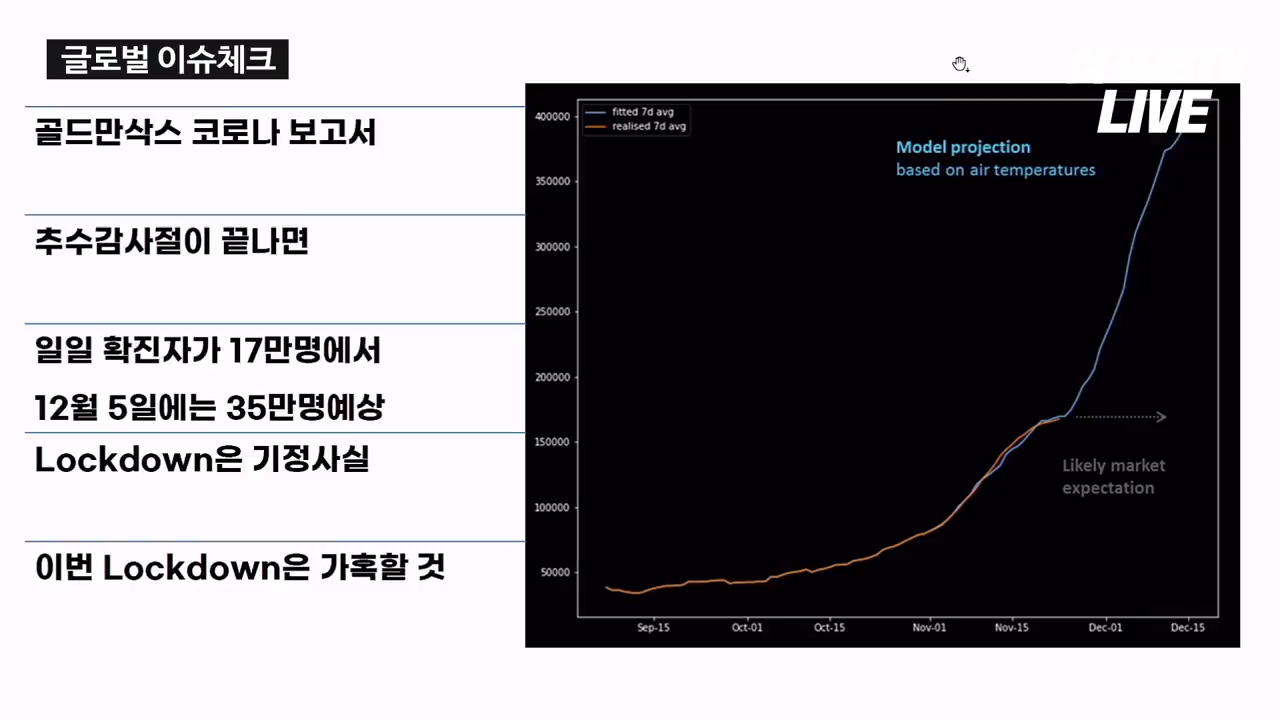 글로벌 이슈체크
골드만삭스 코로나 보고서
추수감사절이 끝나면
일일 확진자가 17만명에서
12월 5일에는 35만명예상
Lockdown은 기정사실
이번 Lockdown은 가혹할 것
LIVE
fitted 7d avg
realised 7d avg
Model projection
based on air temperatures
Likely market
expectation
400000
350000
300000
250000
200000
150000
100000
50000
Sep-15 Oct-01 Oct-15 Nov-01 Nov-15 Dec-01 Dec-15